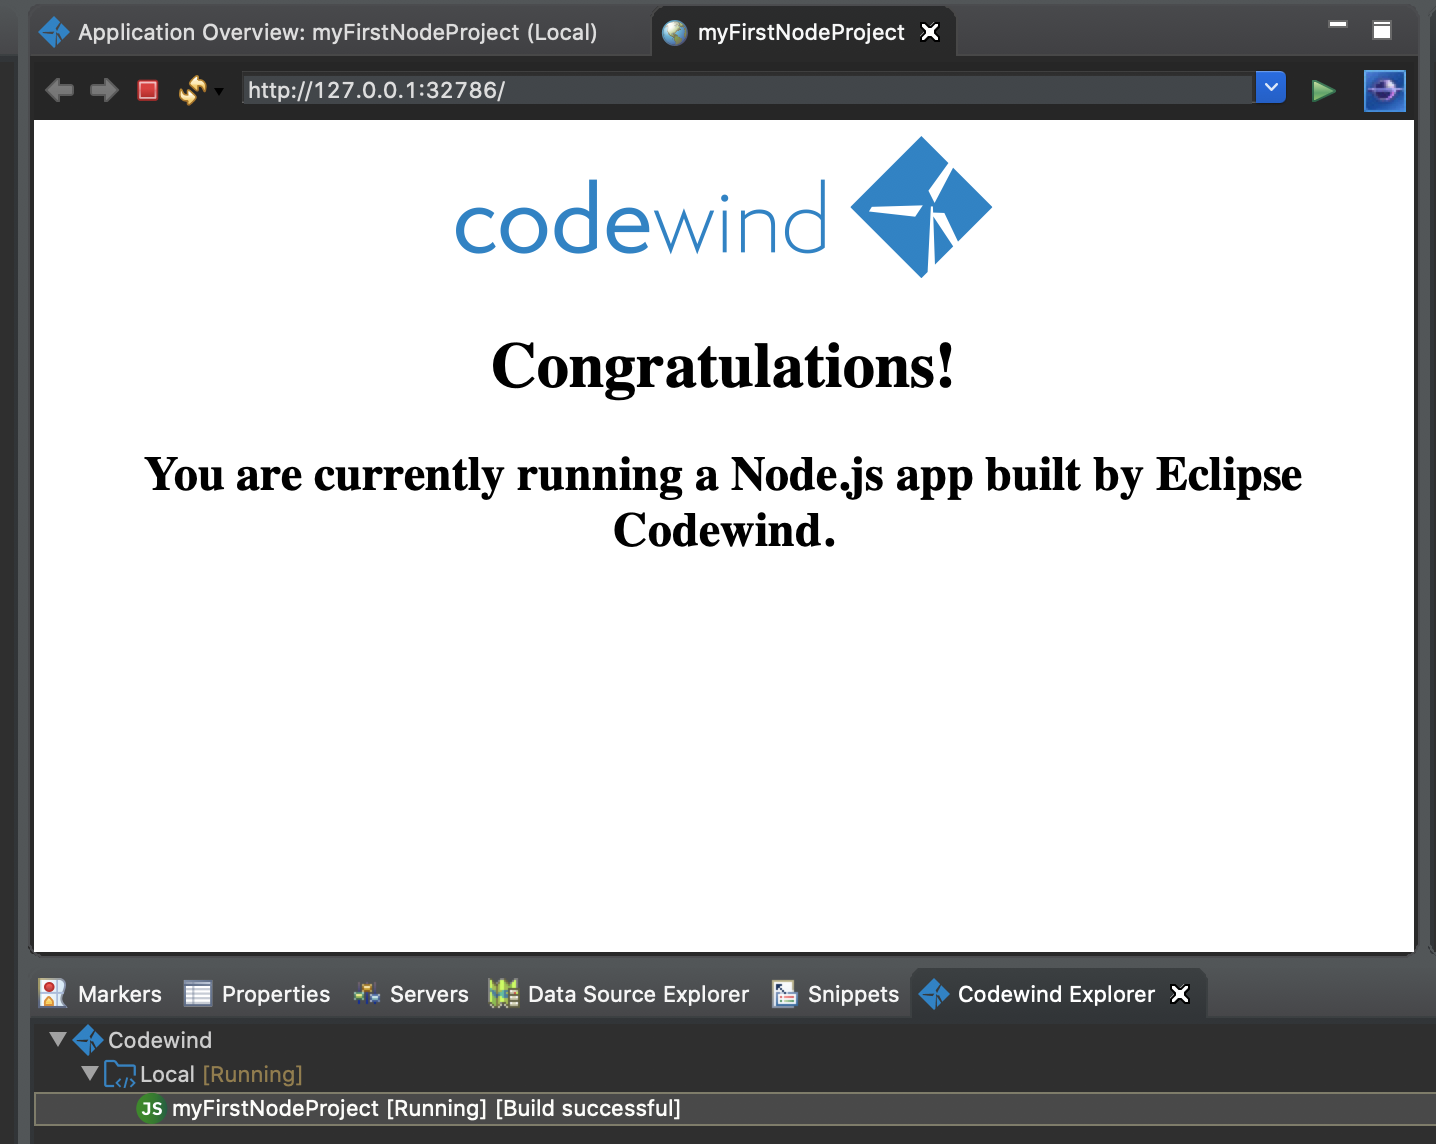 Application Overview: myFirstNodeProject (Local)
myFirstNodeProject
http://127.0.0.1:32786/
codewind
Congratulations!
You are currently running a Node.js app built by Eclipse
Codewind.
Markers
Properties
Servers
Data Source Explorer
Snippets
Codewind Explorer
Codewind
Local [Running]
JS myFirstNodeProject [Running] [Build successful]